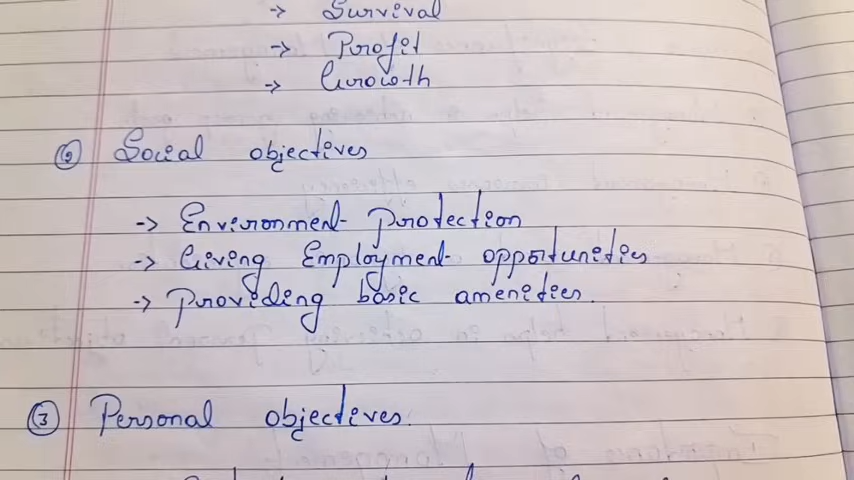 -> Survival
-> Profit
-> Growth
② Social objectives
-> Environment protection
-> Giving Employment opportunities
-> Providing basic amenities.
③ Personal objectives.